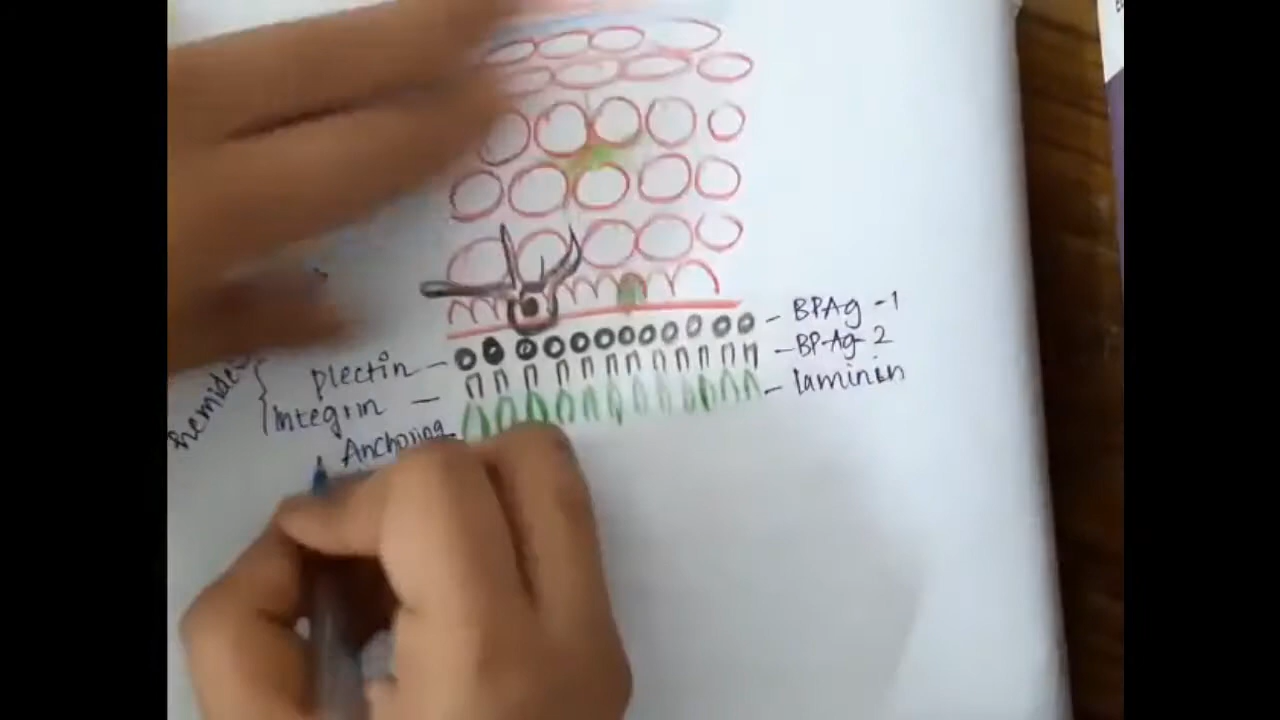 BPAg -1
BP-Ag-2
laminin
plectin
Integrin
Anchoring